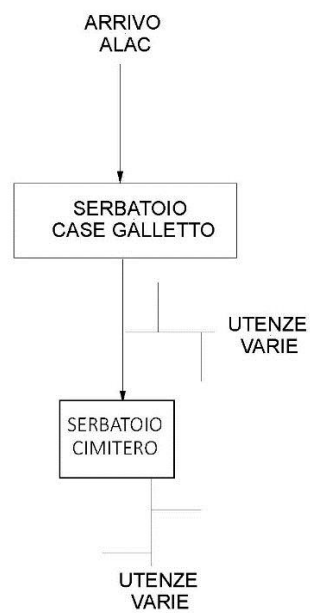 ARRIVO
ALAC
SERBATOIO
CASE GALLETTO
UTENZE
VARIE
SERBATOIO
CIMITERO
UTENZE
VARIE